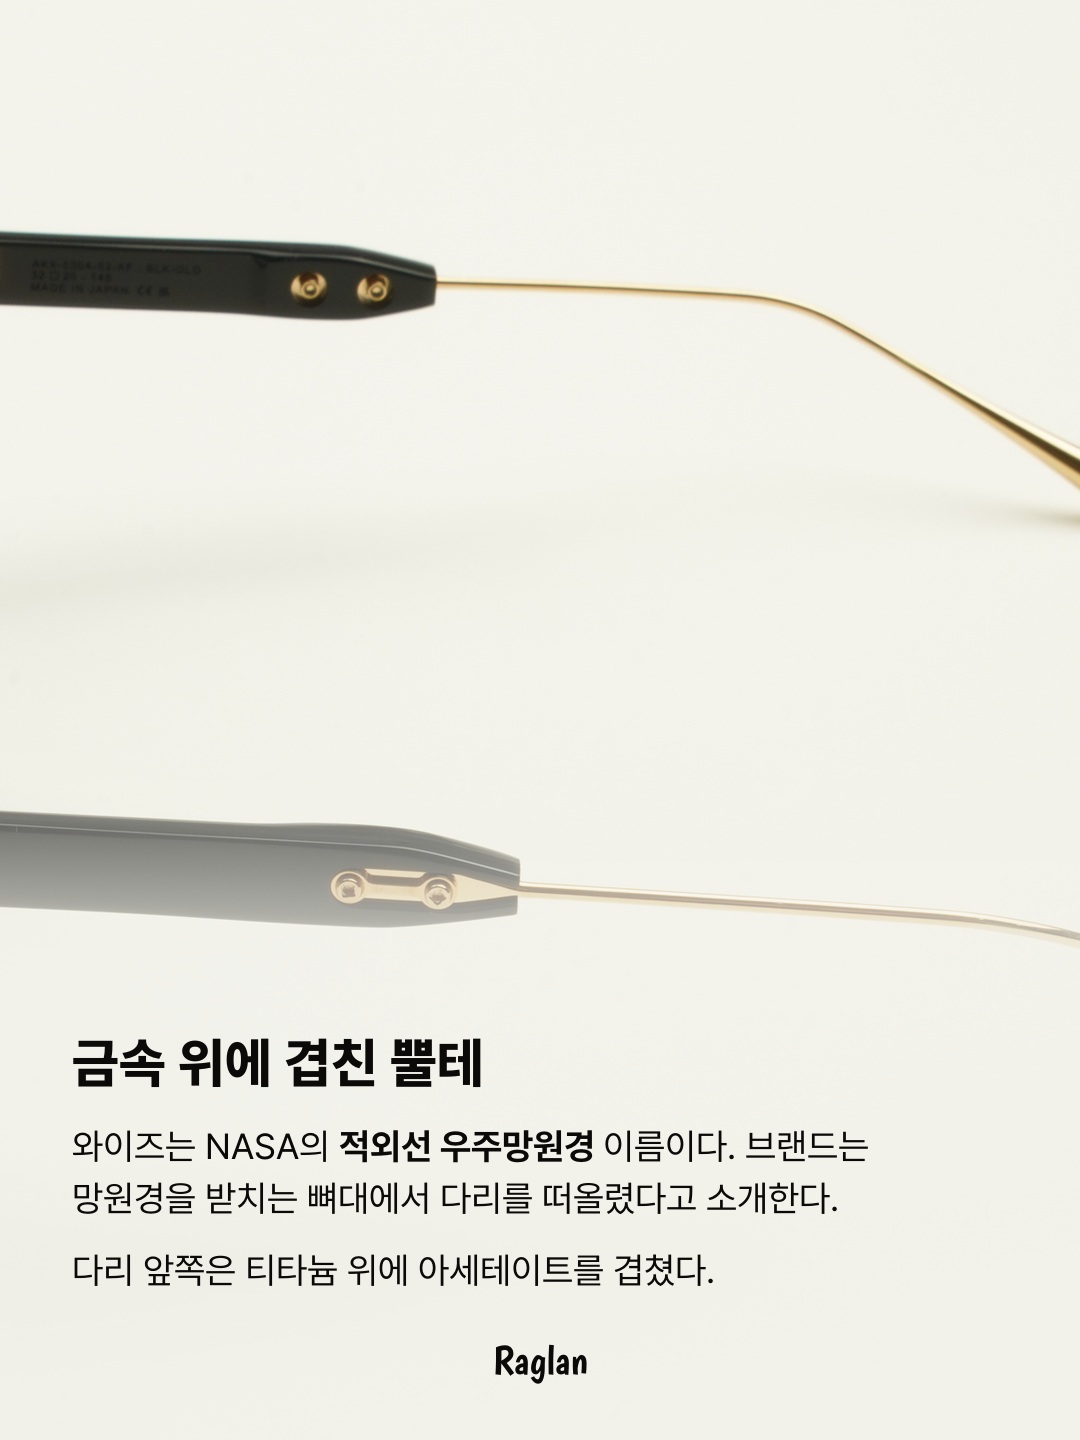 MADE IN JAPAN CE
금속 위에 겹친 뿔테
와이즈는 NASA의 적외선 우주망원경 이름이다. 브랜드는
망원경을 받치는 뼈대에서 다리를 떠올렸다고 소개한다.
다리 앞쪽은 티타늄 위에 아세테이트를 겹쳤다.
Raglan